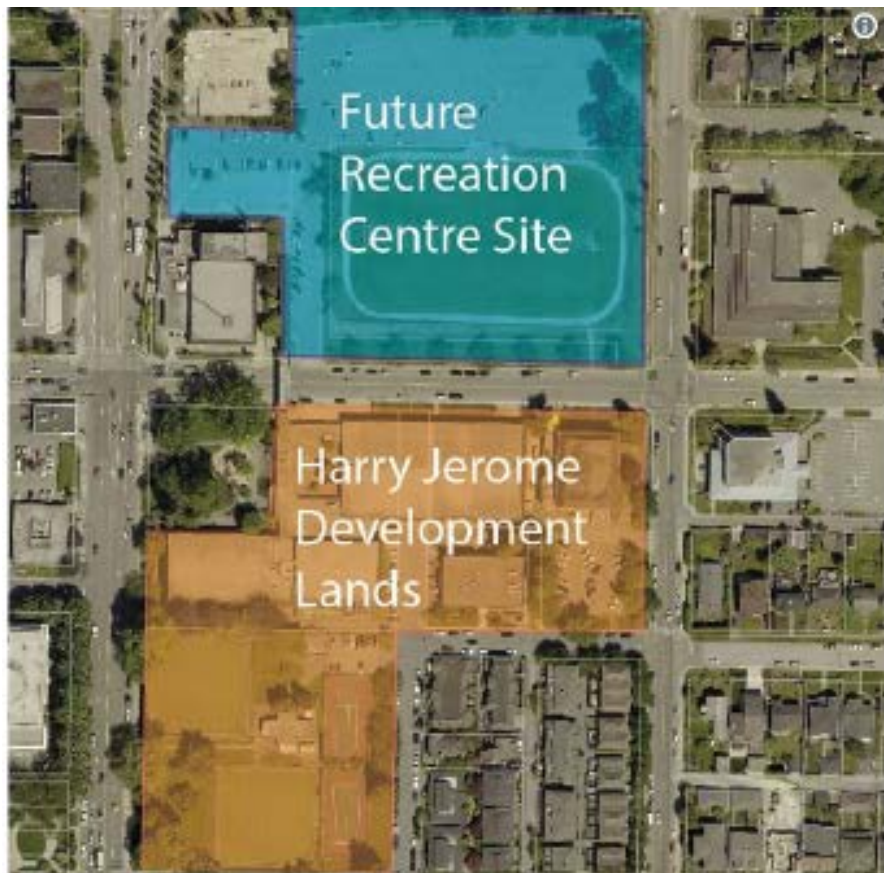 Future
Recreation
Centre Site
Harry Jerome
Development
Lands